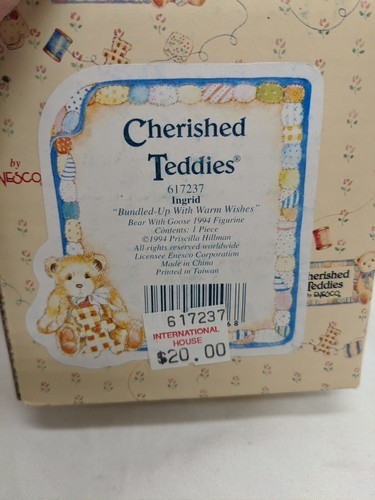 Cherished
Teddies®
617237
Ingrid
"Bundled-Up With Warm Wishes"
Bear With Goose 1994 Figurine
Contents: 1 Piece
©1994 Priscilla Hillman
All rights reserved worldwide
Licensee Enesco Corporation
Made in China
Printed in Taiwan
617237
INTERNATIONAL
HOUSE
$20.00
by
herished
Teddies
by ENESCO